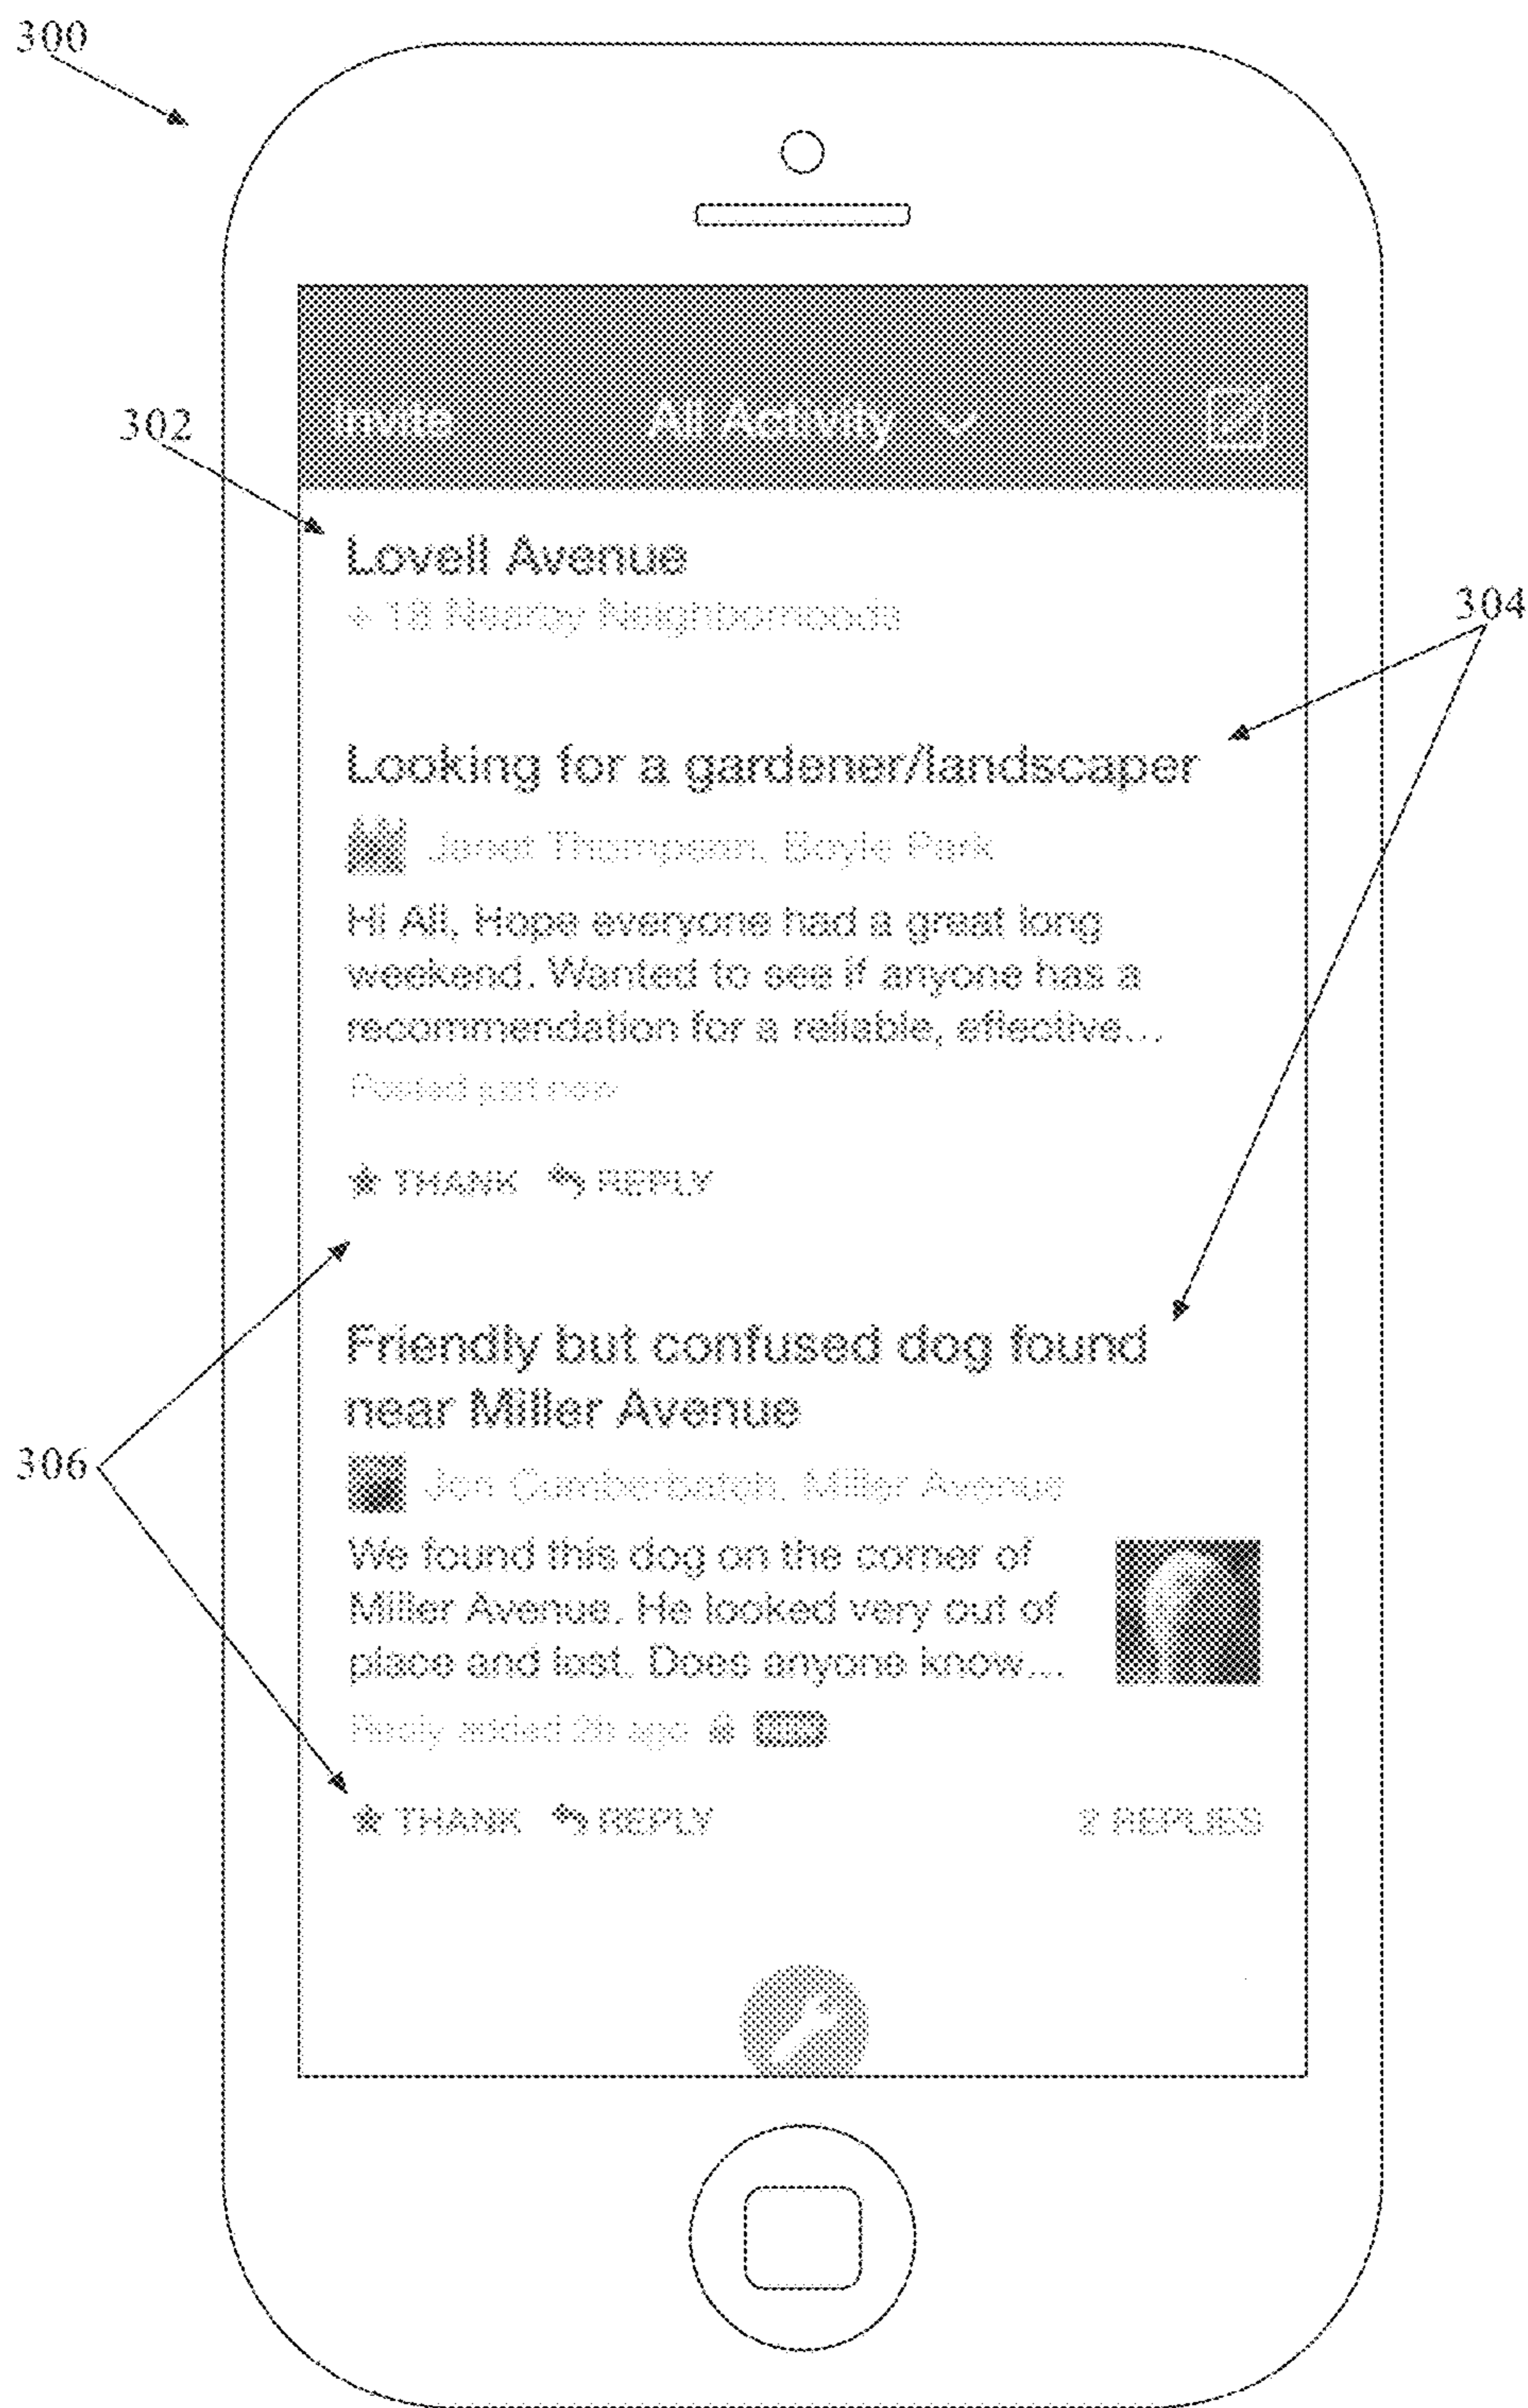 300
Invite All Activity
302
Lovell Avenue
+ 18 Nearby Neighborhoods
304
Looking for a gardener/landscaper
Janet Thompson, Boyle Park
Hi All, Hope everyone had a great long
weekend. Wanted to see if anyone has a
recommendation for a reliable, effective...
Posted just now
THANK REPLY
Friendly but confused dog found
near Miller Avenue
306
Jon Cumberbatch, Miller Avenue
We found this dog on the corner of
Miller Avenue. He looked very out of
place and lost. Does anyone know...
Reply added 2h ago
THANK REPLY 2 REPLIES